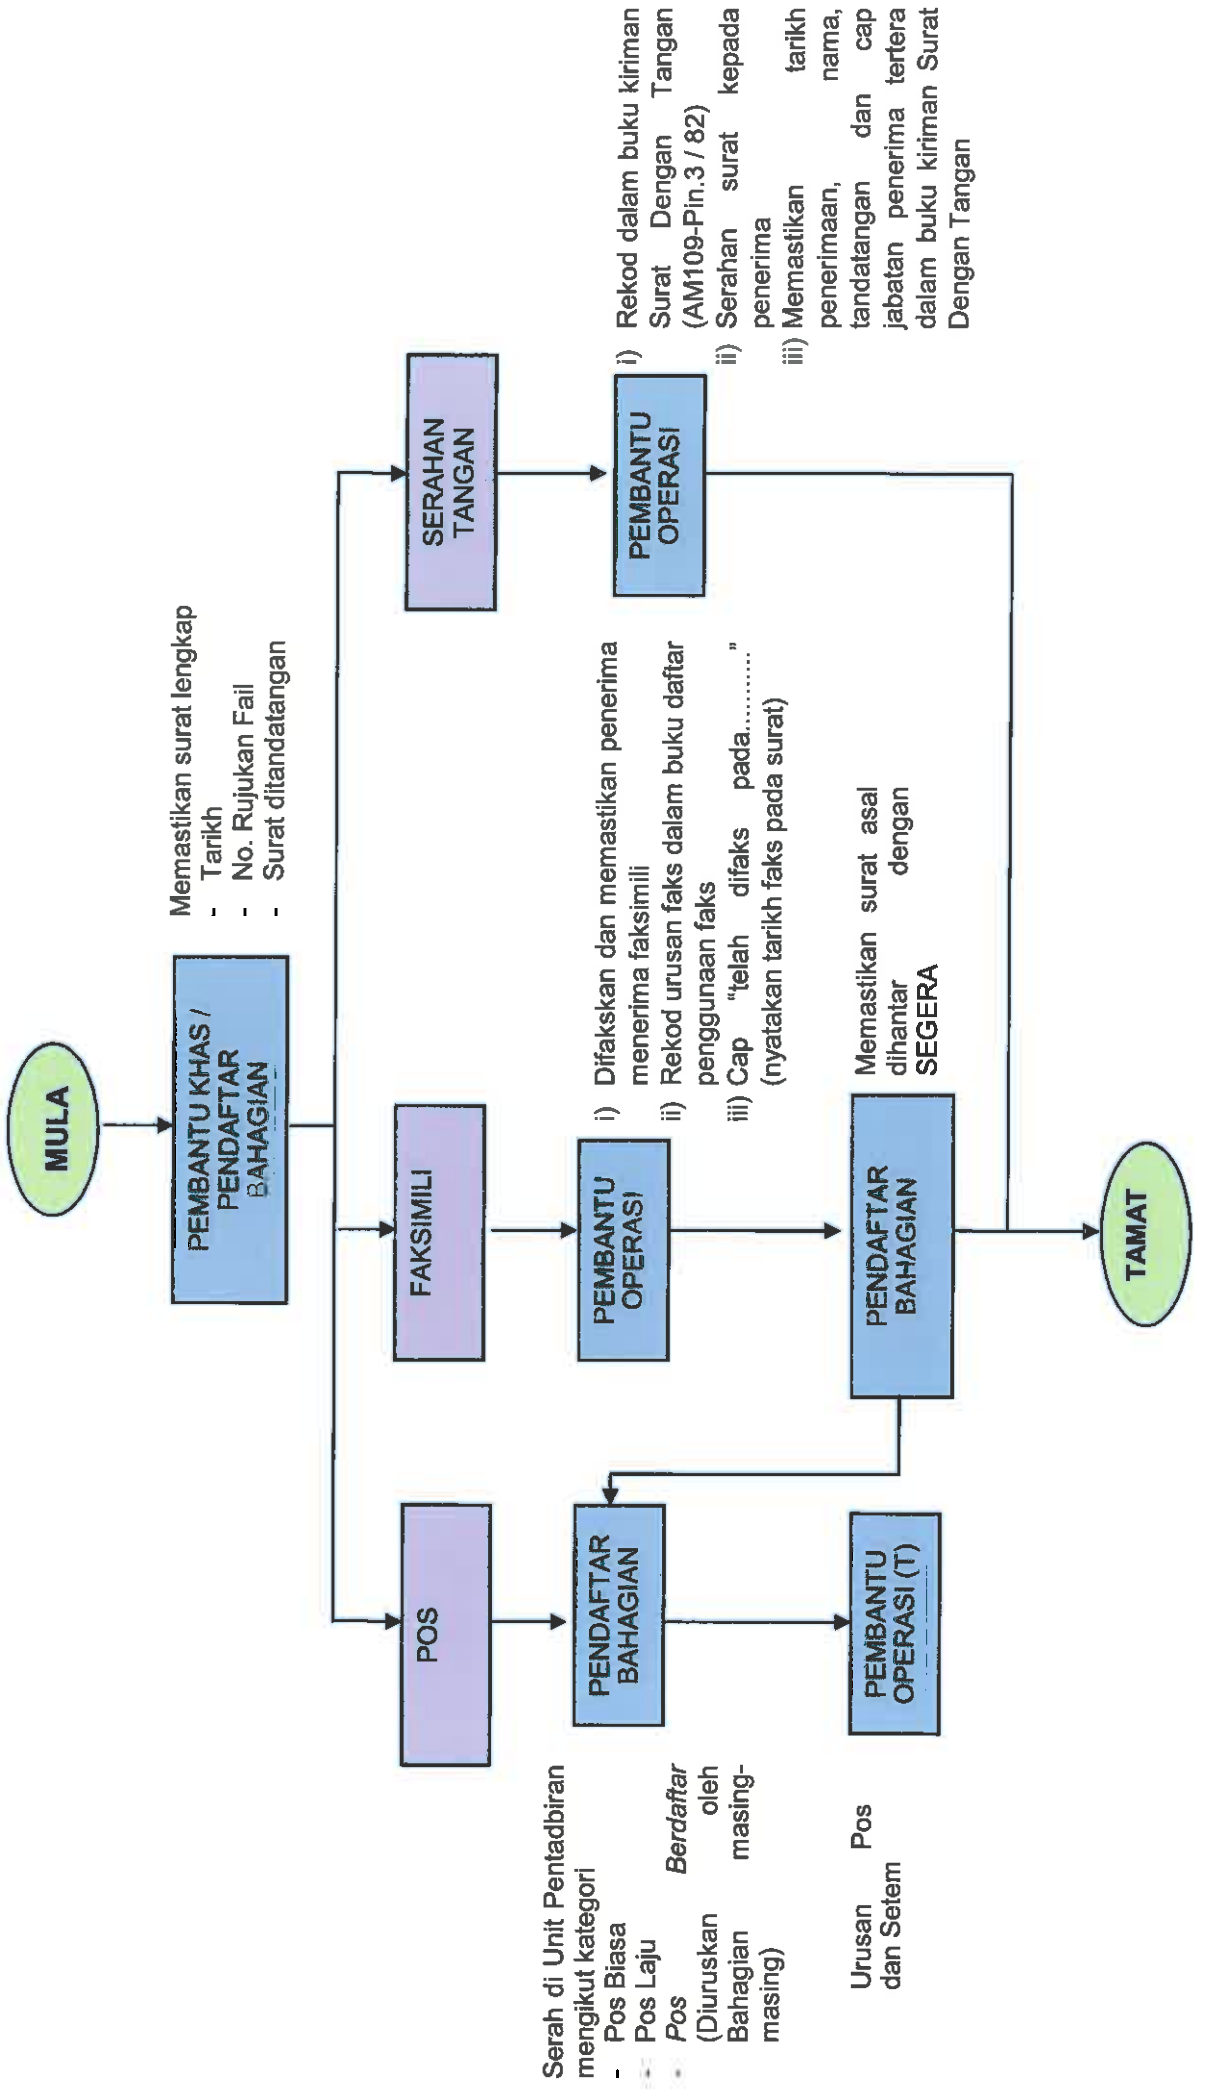 MULA
PEMBANTU KHAS /
PENDAFTAR
BAHAGIAN
Memastikan surat lengkap
- Tarikh
- No. Rujukan Fail
- Surat ditandatangan
POS
FAKSIMILI
SERAHAN
TANGAN
Serah di Unit Pentadbiran
mengikut kategori
- Pos Biasa
- Pos Laju
- Pos Berdaftar
(Diuruskan oleh
Bahagian masing-
masing)
PENDAFTAR
BAHAGIAN
PEMBANTU
OPERASI
i) Difakskan dan memastikan penerima
menerima faksimili
ii) Rekod urusan faks dalam buku daftar
penggunaan faks
iii) Cap “telah difaks pada..........”
(nyatakan tarikh faks pada surat)
PEMBANTU
OPERASI
i) Rekod dalam buku kiriman
Surat Dengan Tangan
(AM109-Pin.3 / 82)
ii) Serahan surat kepada
penerima
iii) Memastikan tarikh
penerimaan, nama,
tandatangan dan cap
jabatan penerima tertera
dalam buku kiriman Surat
Dengan Tangan
Urusan Pos
dan Setem
PEMBANTU
OPERASI (T)
PENDAFTAR
BAHAGIAN
Memastikan surat asal
dihantar dengan
SEGERA
TAMAT